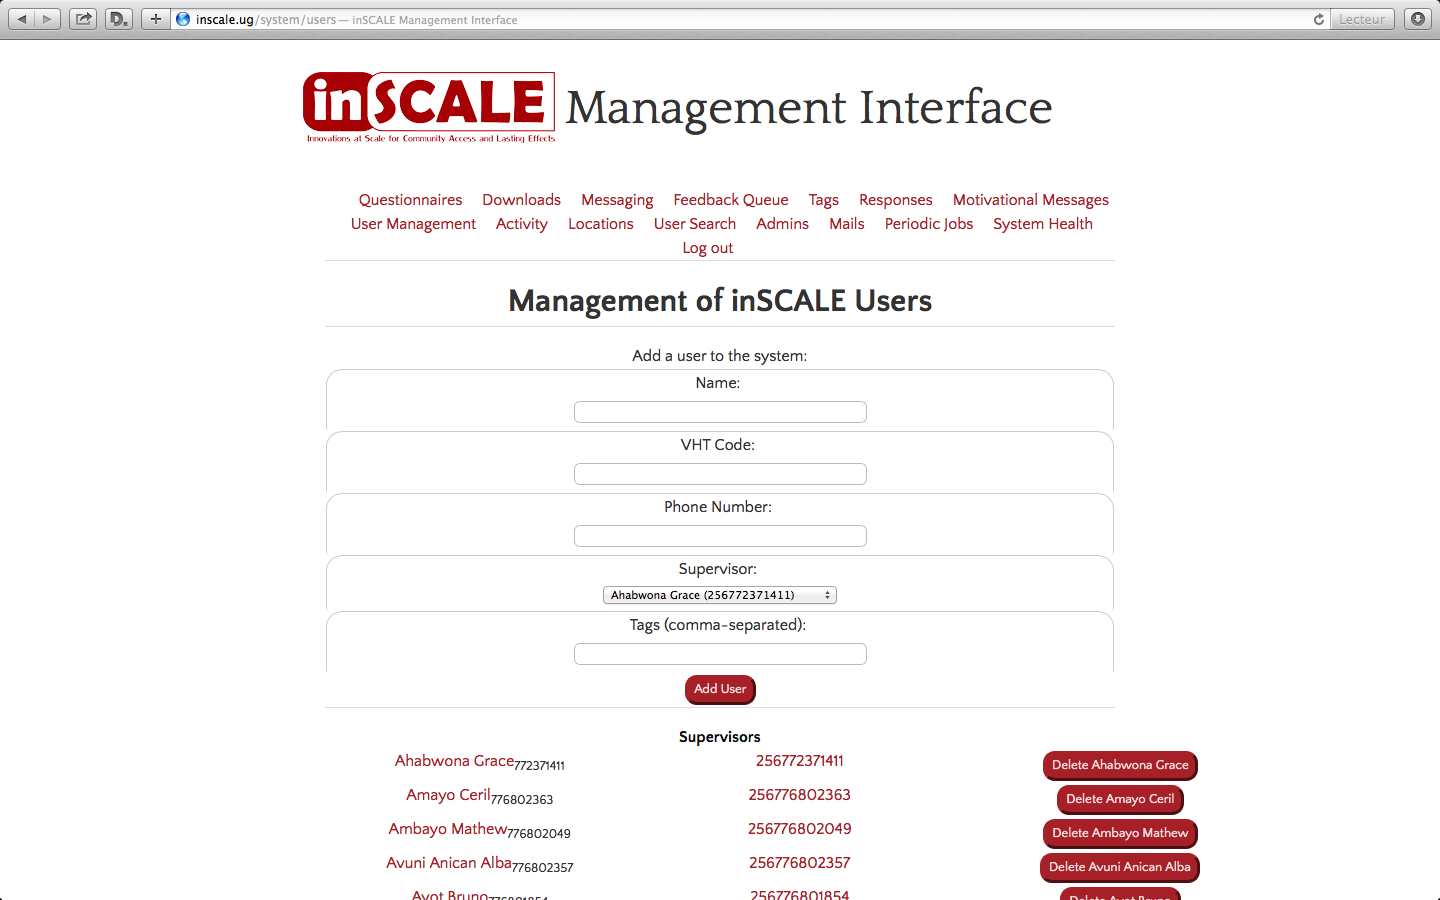 inscale.ug/system/users — inSCALE Management Interface
Lecteur
inSCALE Management Interface
Innovations at Scale for Community Access and Lasting Effects
Questionnaires Downloads Messaging Feedback Queue Tags Responses Motivational Messages
User Management Activity Locations User Search Admins Mails Periodic Jobs System Health
Log out
Management of inSCALE Users
Add a user to the system:
Name:
VHT Code:
Phone Number:
Supervisor:
Ahabwona Grace (256772371411)
Tags (comma-separated):
Add User
Supervisors
Ahabwona Grace772371411 256772371411 Delete Ahabwona Grace
Amayo Ceril776802363 256776802363 Delete Amayo Ceril
Ambayo Mathew776802049 256776802049 Delete Ambayo Mathew
Avuni Anican Alba776802357 256776802357 Delete Avuni Anican Alba
Ayot Bruno776801854 256776801854 Delete Ayot Bruno